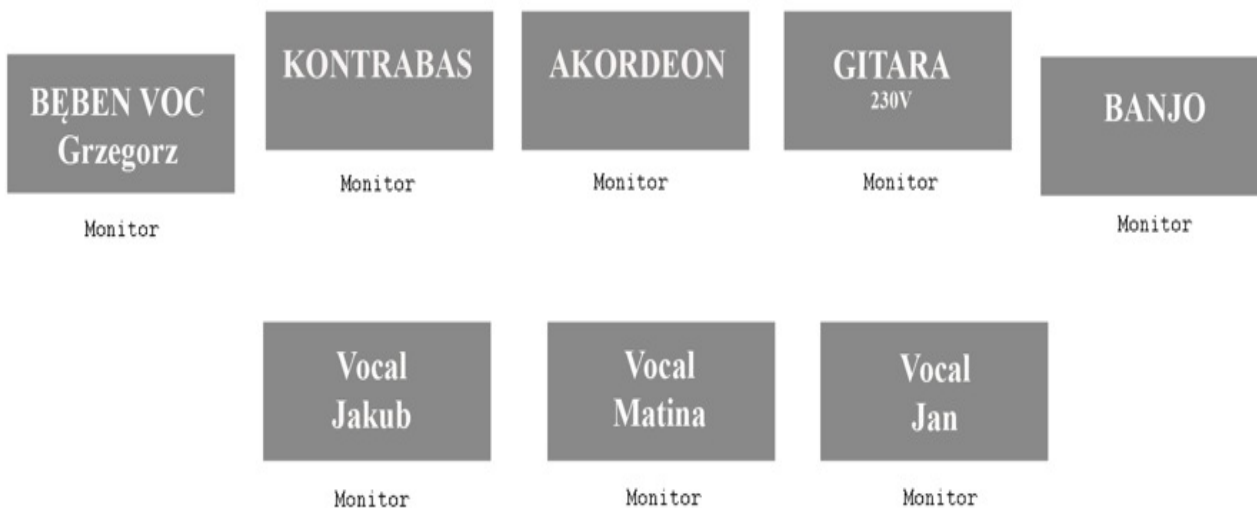 BĘBEN VOC
Grzegorz
Monitor
KONTRABAS
Monitor
AKORDEON
Monitor
GITARA
230V
Monitor
BANJO
Monitor
Vocal
Jakub
Monitor
Vocal
Matina
Monitor
Vocal
Jan
Monitor